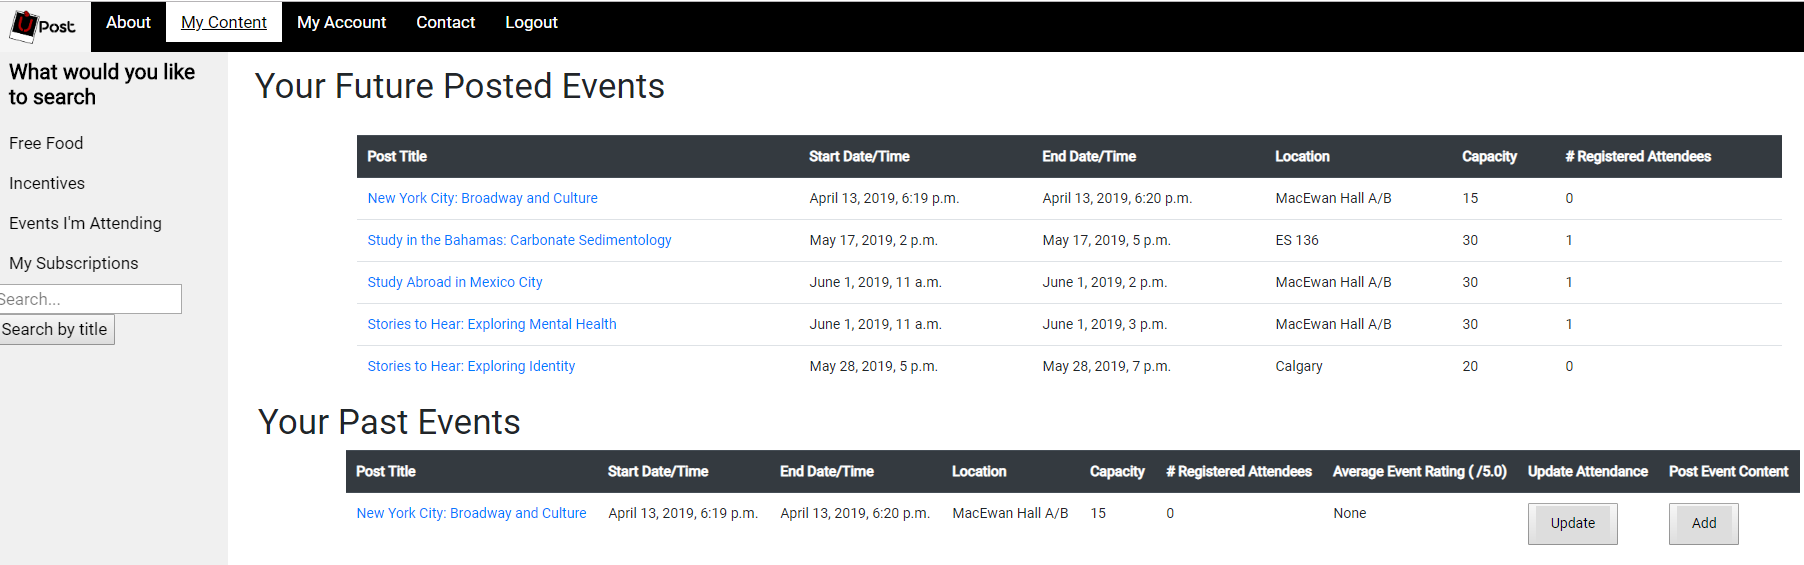 UPost About My Content My Account Contact Logout
What would you like
to search
Free Food
Incentives
Events I'm Attending
My Subscriptions
Search...
Search by title
Your Future Posted Events
Post Title Start Date/Time End Date/Time Location Capacity # Registered Attendees
New York City: Broadway and Culture April 13, 2019, 6:19 p.m. April 13, 2019, 6:20 p.m. MacEwan Hall A/B 15 0
Study in the Bahamas: Carbonate Sedimentology May 17, 2019, 2 p.m. May 17, 2019, 5 p.m. ES 136 30 1
Study Abroad in Mexico City June 1, 2019, 11 a.m. June 1, 2019, 2 p.m. MacEwan Hall A/B 30 1
Stories to Hear: Exploring Mental Health June 1, 2019, 11 a.m. June 1, 2019, 3 p.m. MacEwan Hall A/B 30 1
Stories to Hear: Exploring Identity May 28, 2019, 5 p.m. May 28, 2019, 7 p.m. Calgary 20 0
Your Past Events
Post Title Start Date/Time End Date/Time Location Capacity # Registered Attendees Average Event Rating ( /5.0) Update Attendance Post Event Content
New York City: Broadway and Culture April 13, 2019, 6:19 p.m. April 13, 2019, 6:20 p.m. MacEwan Hall A/B 15 0 None Update Add